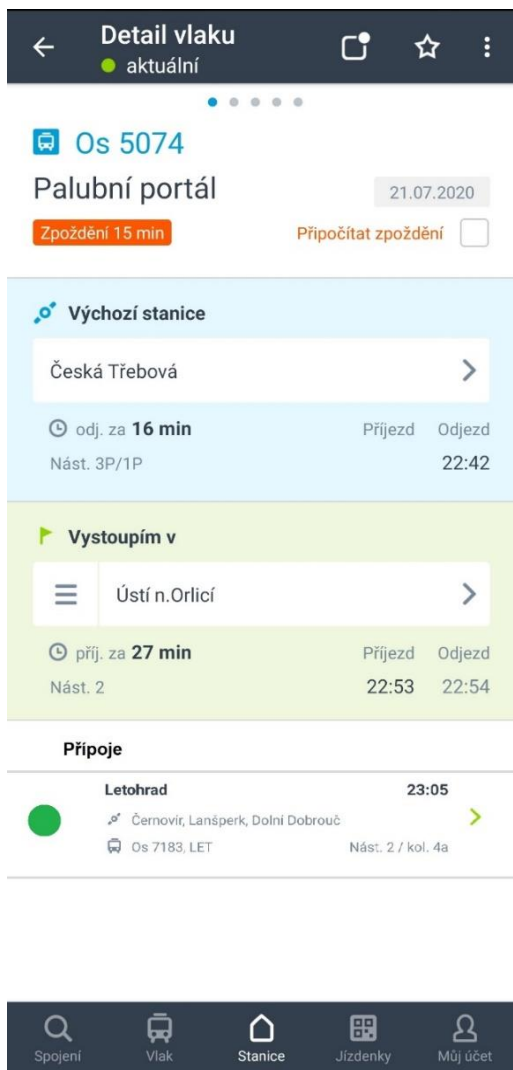 Detail vlaku
aktuální
Os 5074
Palubní portál
21.07.2020
Zpoždění 15 min
Připočítat zpoždění
Výchozí stanice
Česká Třebová
odj. za 16 min Příjezd Odjezd
Nást. 3P/1P 22:42
Vystoupím v
Ústí n.Orlicí
příj. za 27 min Příjezd Odjezd
Nást. 2 22:53 22:54
Přípoje
Letohrad 23:05
Černovír, Lanšperk, Dolní Dobrouč
Os 7183, LET Nást. 2 / kol. 4a
Spojení Vlak Stanice Jízdenky Můj účet